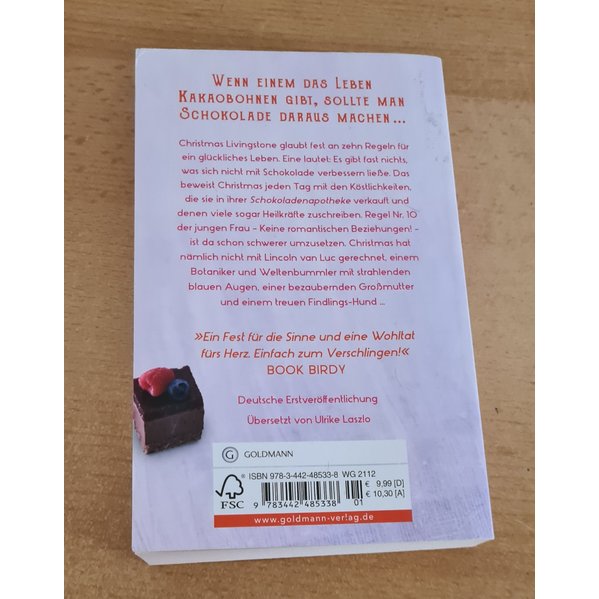 Wenn einem das Leben
Kakaobohnen gibt, sollte man
Schokolade daraus machen ...
Christmas Livingstone glaubt fest an zehn Regeln für
ein glückliches Leben. Eine lautet: Es gibt fast nichts,
was sich nicht mit Schokolade verbessern ließe. Das
beweist Christmas jeden Tag mit den Köstlichkeiten,
die sie in ihrer Schokoladenapotheke verkauft und
denen viele sogar Heilkräfte zuschreiben. Regel Nr. 10
der jungen Frau – Keine romantischen Beziehungen! –
ist da schon schwerer umzusetzen. Christmas hat
nämlich nicht mit Lincoln van Luc gerechnet, einem
Botaniker und Weltenbummler mit strahlenden
blauen Augen, einer bezaubernden Großmutter
und einem treuen Findlings-Hund ...
»Ein Fest für die Sinne und eine Wohltat
fürs Herz. Einfach zum Verschlingen!«
BOOK BIRDY
Deutsche Erstveröffentlichung
Übersetzt von Ulrike Laszlo
G GOLDMANN
ISBN 978-3-442-48533-8 WG 2112
€ 9,99 [D]
€ 10,30 [A]
FSC
9 783442 485338 01
www.goldmann-verlag.de